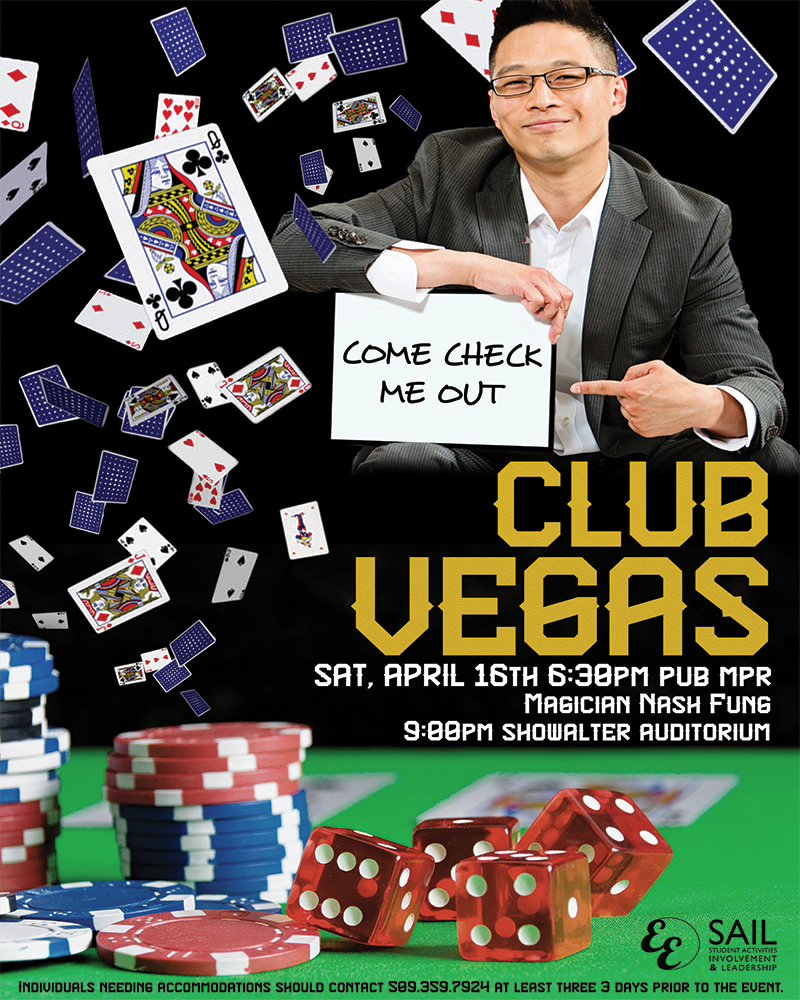 COME CHECK
ME OUT
CLUB
VEGAS
SAT, APRIL 16TH 6:30PM PUB MPR
MAGICIAN NASH FUNG
9:00PM SHOWALTER AUDITORIUM
EE SAIL
STUDENT ACTIVITIES
INVOLVEMENT
& LEADERSHIP
INDIVIDUALS NEEDING ACCOMMODATIONS SHOULD CONTACT 509.359.7924 AT LEAST THREE 3 DAYS PRIOR TO THE EVENT.